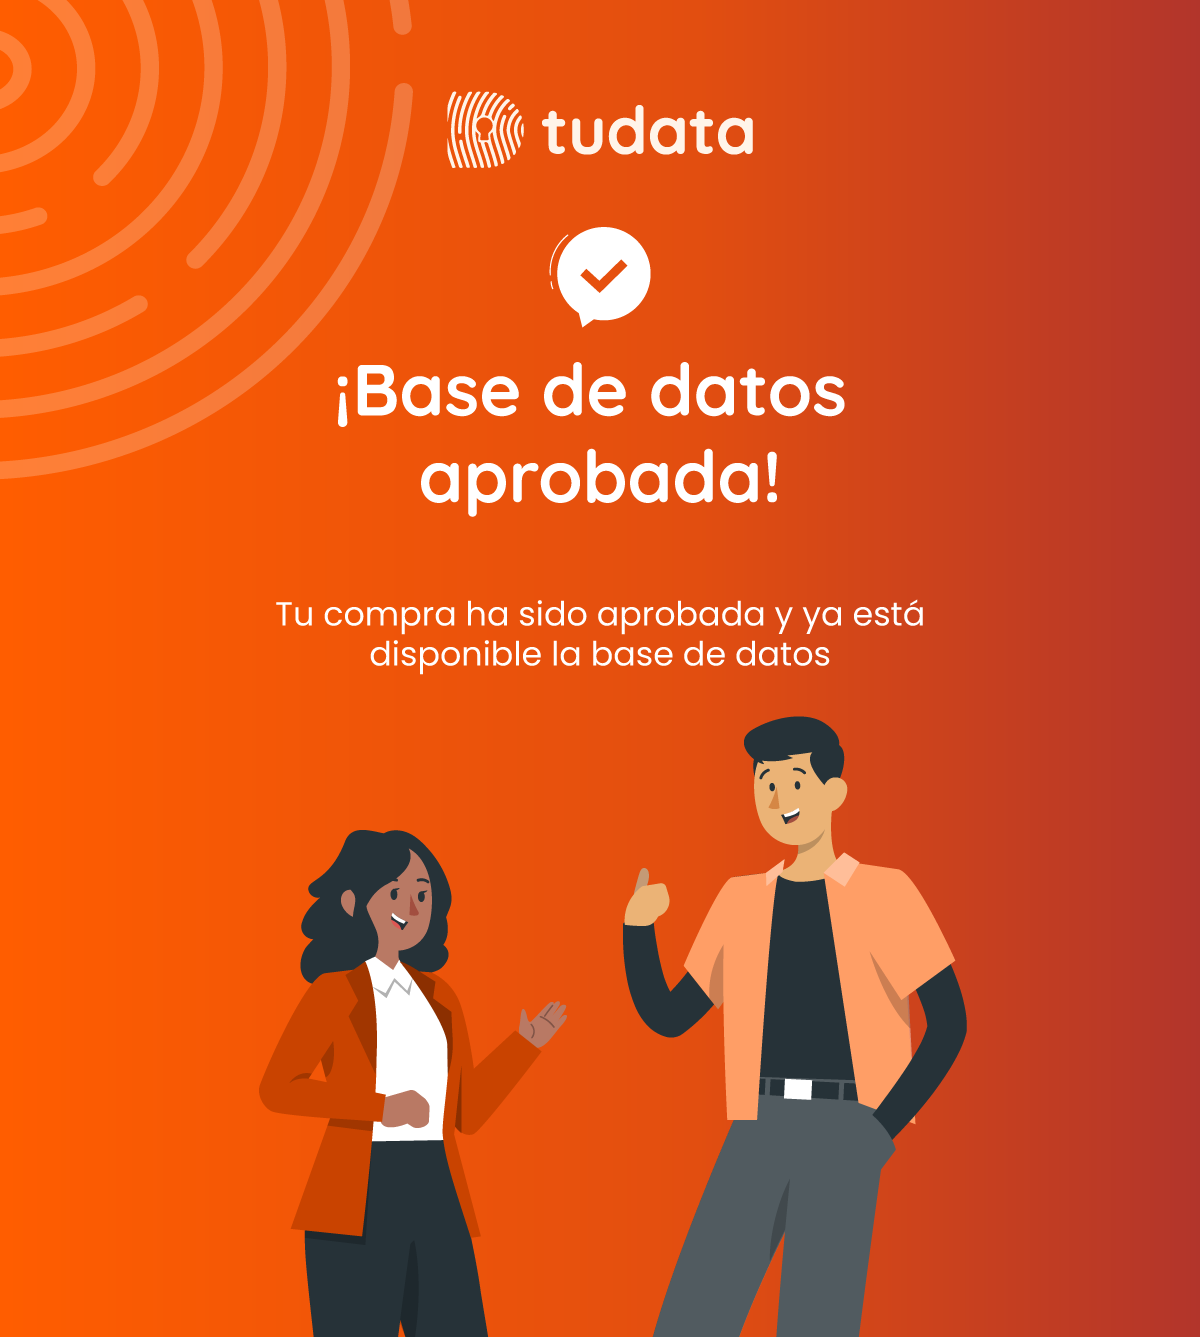 tudata
¡Base de datos
aprobada!
Tu compra ha sido aprobada y ya está
disponible la base de datos